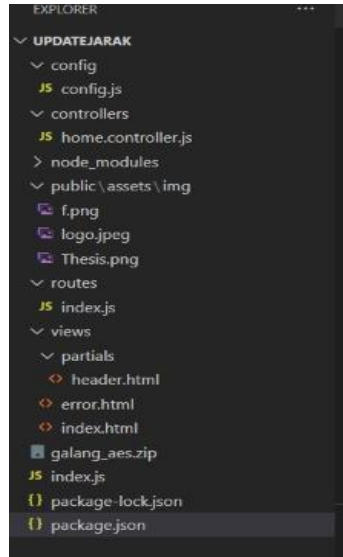 EXPLORER ...
UPDATEJARAK
config
JS config.js
controllers
JS home.controller.js
node_modules
public\assets\img
f.png
logo.jpeg
Thesis.png
routes
JS index.js
views
partials
<> header.html
<> error.html
<> index.html
galang_aes.zip
JS index.js
{} package-lock.json
{} package.json